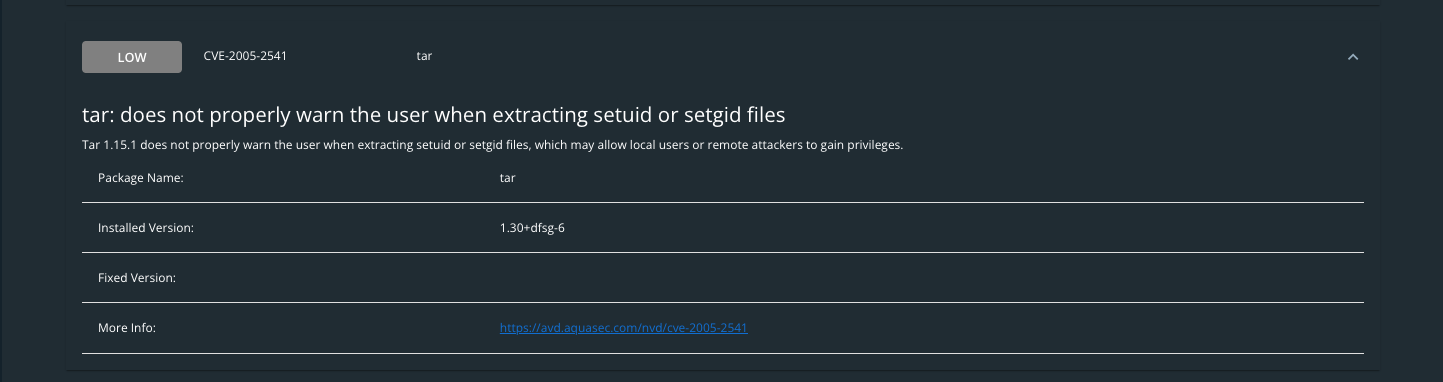 LOW CVE-2005-2541 tar
tar: does not properly warn the user when extracting setuid or setgid files
Tar 1.15.1 does not properly warn the user when extracting setuid or setgid files, which may allow local users or remote attackers to gain privileges.
Package Name: tar
Installed Version: 1.30+dfsg-6
Fixed Version:
More Info: https://avd.aquasec.com/nvd/cve-2005-2541